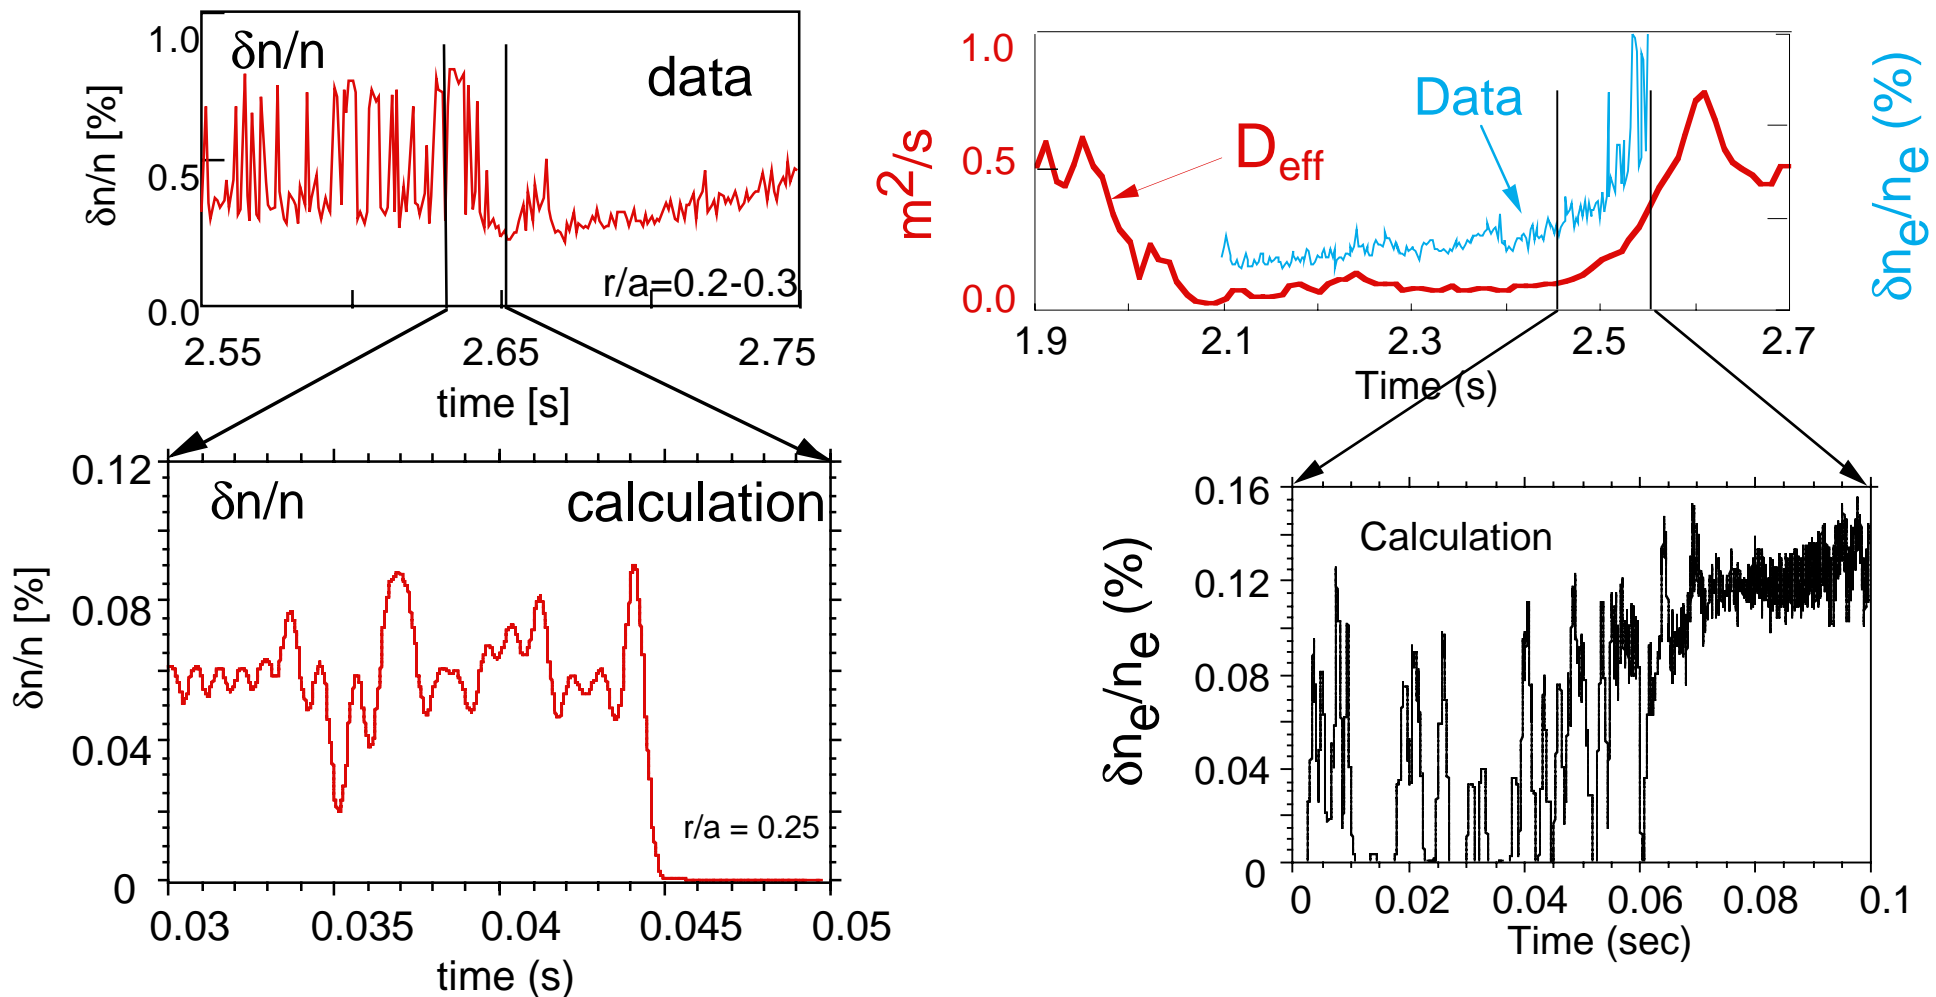 1.0
δn/n
data
0.5
δn/n [%]
r/a=0.2-0.3
0.0
2.55
2.65
2.75
time [s]
1.0
Data
D_eff
0.5
m²/s
0.0
δn_e/n_e (%)
1.9
2.1
2.3
2.5
2.7
Time (s)
0.12
δn/n
calculation
0.08
δn/n [%]
0.04
r/a = 0.25
0
0.03
0.035
0.04
0.045
0.05
time (s)
0.16
Calculation
0.12
δn_e/n_e (%)
0.08
0.04
0
0
0.02
0.04
0.06
0.08
0.1
Time (sec)